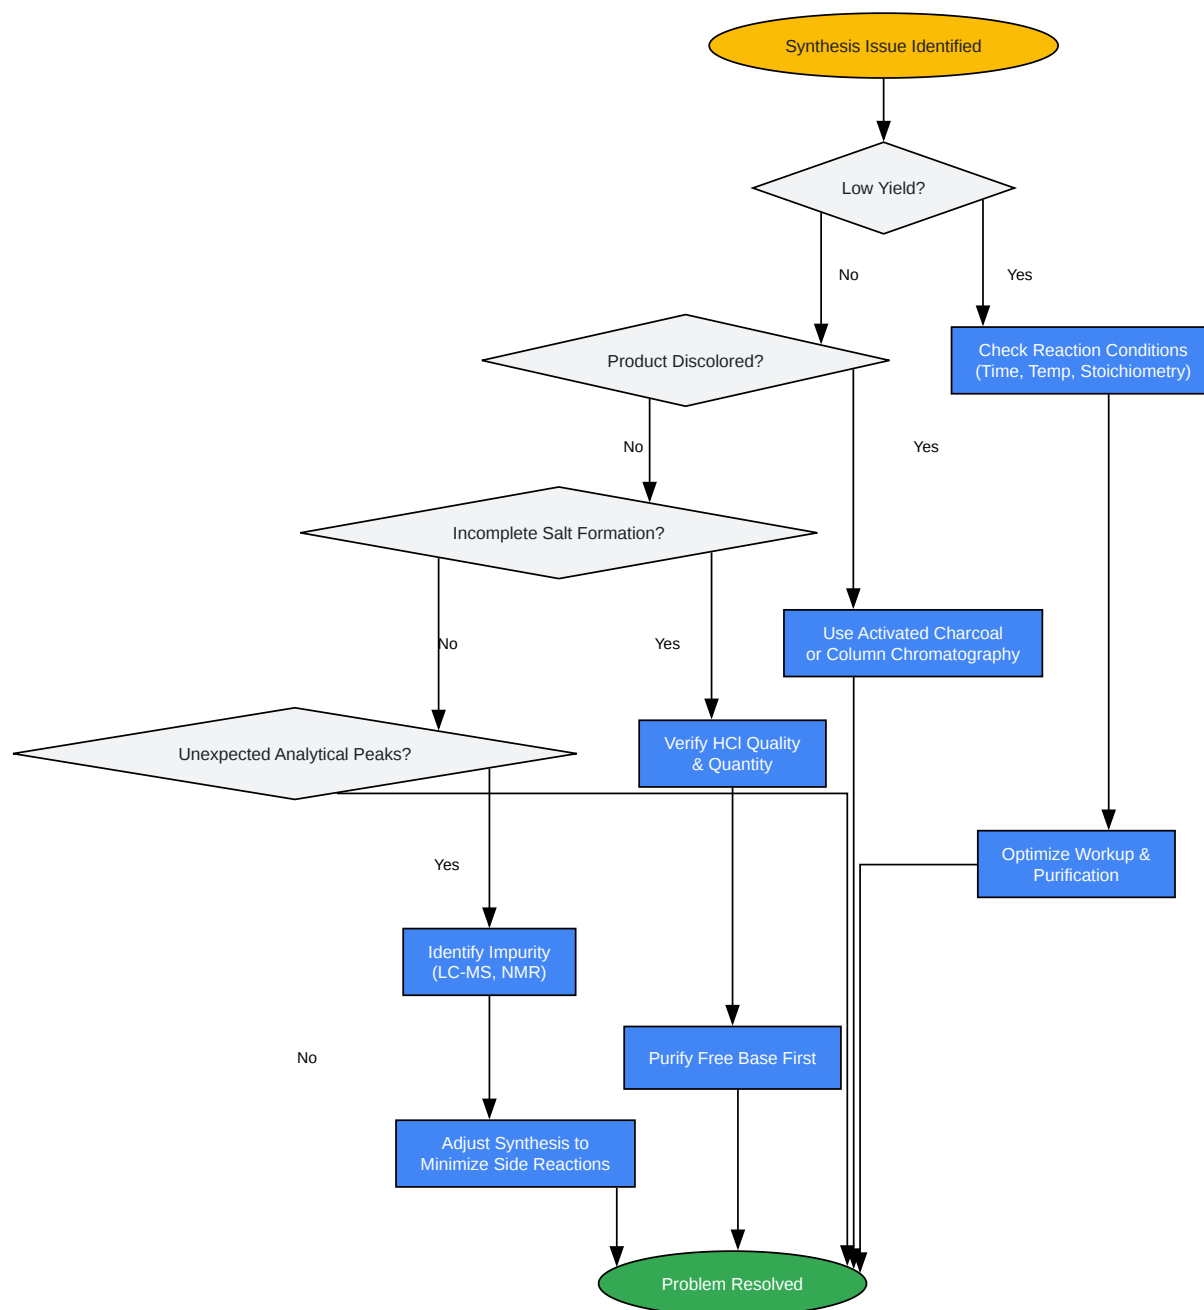 Synthesis Issue Identified
Low Yield?
No
Yes
Product Discolored?
Check Reaction Conditions
(Time, Temp, Stoichiometry)
No
Yes
Incomplete Salt Formation?
No
Yes
Use Activated Charcoal
or Column Chromatography
Unexpected Analytical Peaks?
Verify HCl Quality
& Quantity
Yes
Optimize Workup &
Purification
Identify Impurity
(LC-MS, NMR)
No
Purify Free Base First
Adjust Synthesis to
Minimize Side Reactions
Problem Resolved